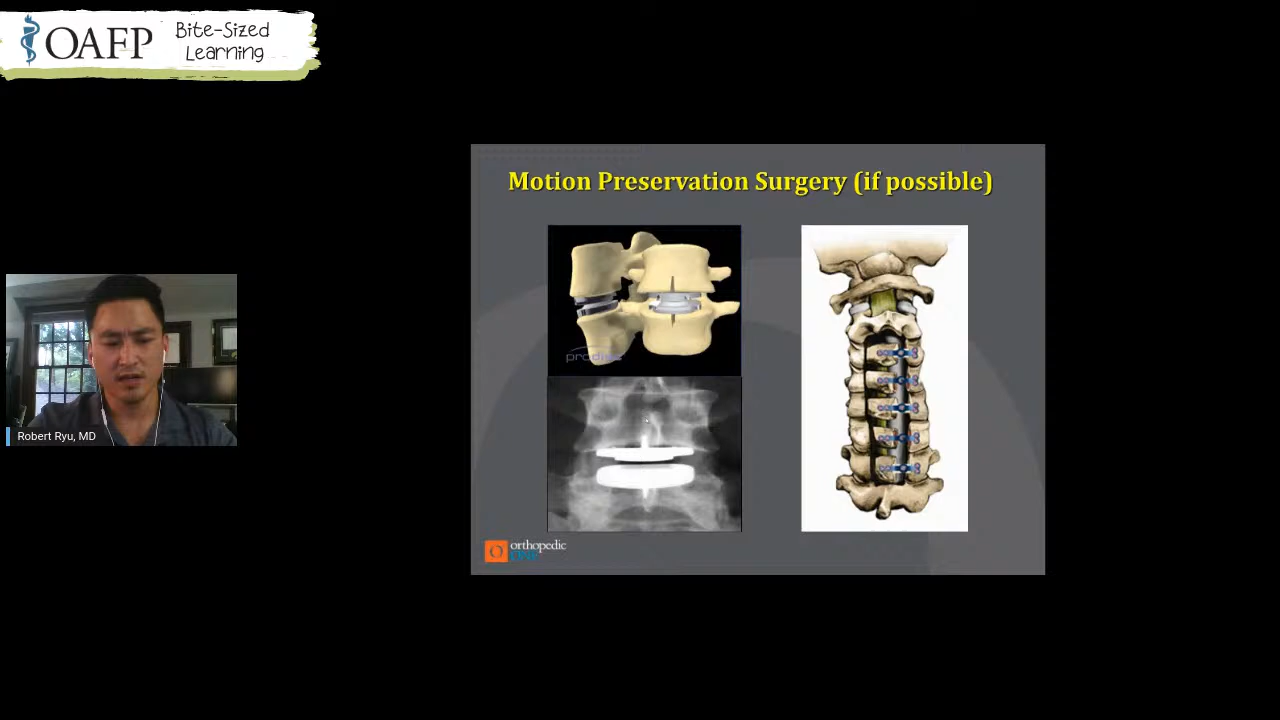 OAFP
Bite-Sized
Learning
Motion Preservation Surgery (if possible)
Robert Ryu, MD
orthopedic